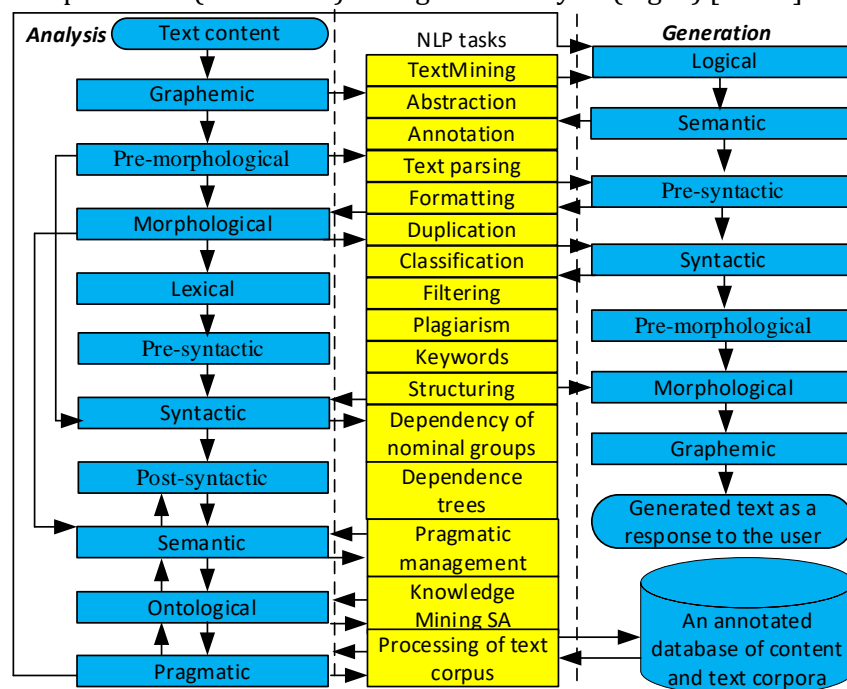 Analysis
Text content
Graphemic
Pre-morphological
Morphological
Lexical
Pre-syntactic
Syntactic
Post-syntactic
Semantic
Ontological
Pragmatic
NLP tasks
TextMining
Abstraction
Annotation
Text parsing
Formatting
Duplication
Classification
Filtering
Plagiarism
Keywords
Structuring
Dependency of
nominal groups
Dependence
trees
Pragmatic
management
Knowledge
Mining SA
Processing of text
corpus
Generation
Logical
Semantic
Pre-syntactic
Syntactic
Pre-morphological
Morphological
Graphemic
Generated text as a
response to the user
An annotated
database of content
and text corpora